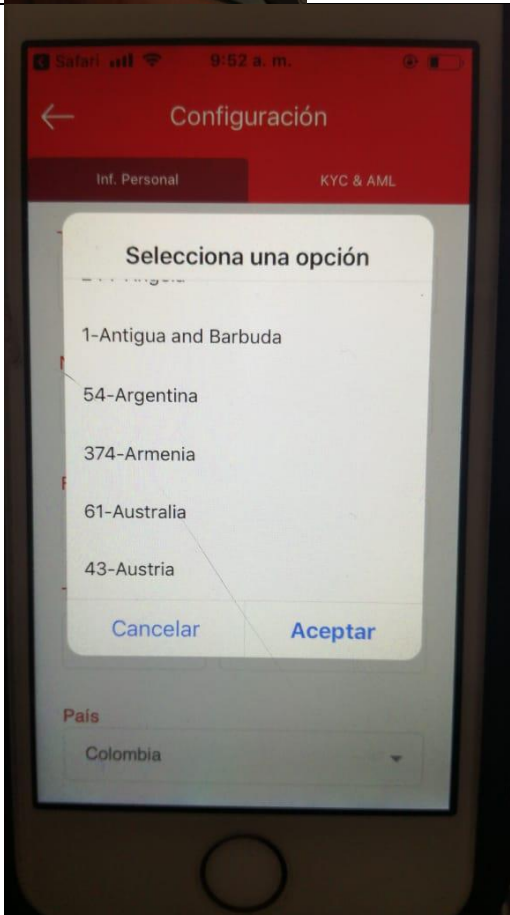 Safari 9:52 a. m.
Configuración
Inf. Personal KYC & AML
Selecciona una opción
1-Antigua and Barbuda
54-Argentina
374-Armenia
61-Australia
43-Austria
Cancelar Aceptar
País
Colombia